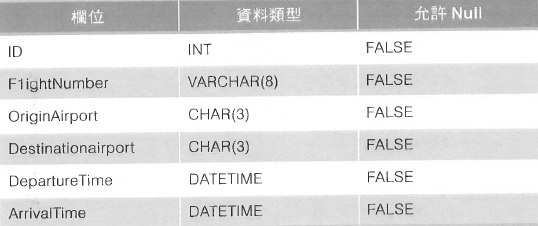 欄位 資料類型 允許 Null
ID INT FALSE
F1ightNumber VARCHAR(8) FALSE
OriginAirport CHAR(3) FALSE
Destinationairport CHAR(3) FALSE
DepartureTime DATETIME FALSE
ArrivalTime DATETIME FALSE